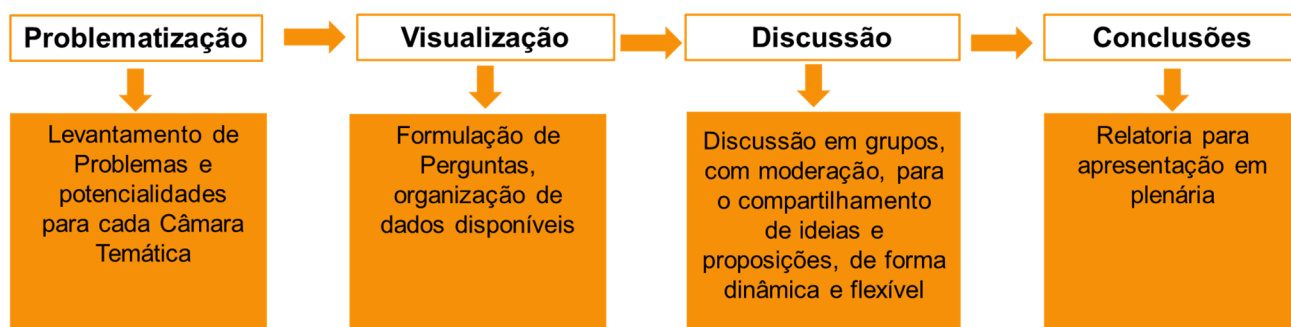 Problematização
Visualização
Discussão
Conclusões
Levantamento de
Problemas e
potencialidades
para cada Câmara
Temática
Formulação de
Perguntas,
organização de
dados disponíveis
Discussão em grupos,
com moderação, para
o compartilhamento
de ideias e
proposições, de forma
dinâmica e flexível
Relatoria para
apresentação em
plenária